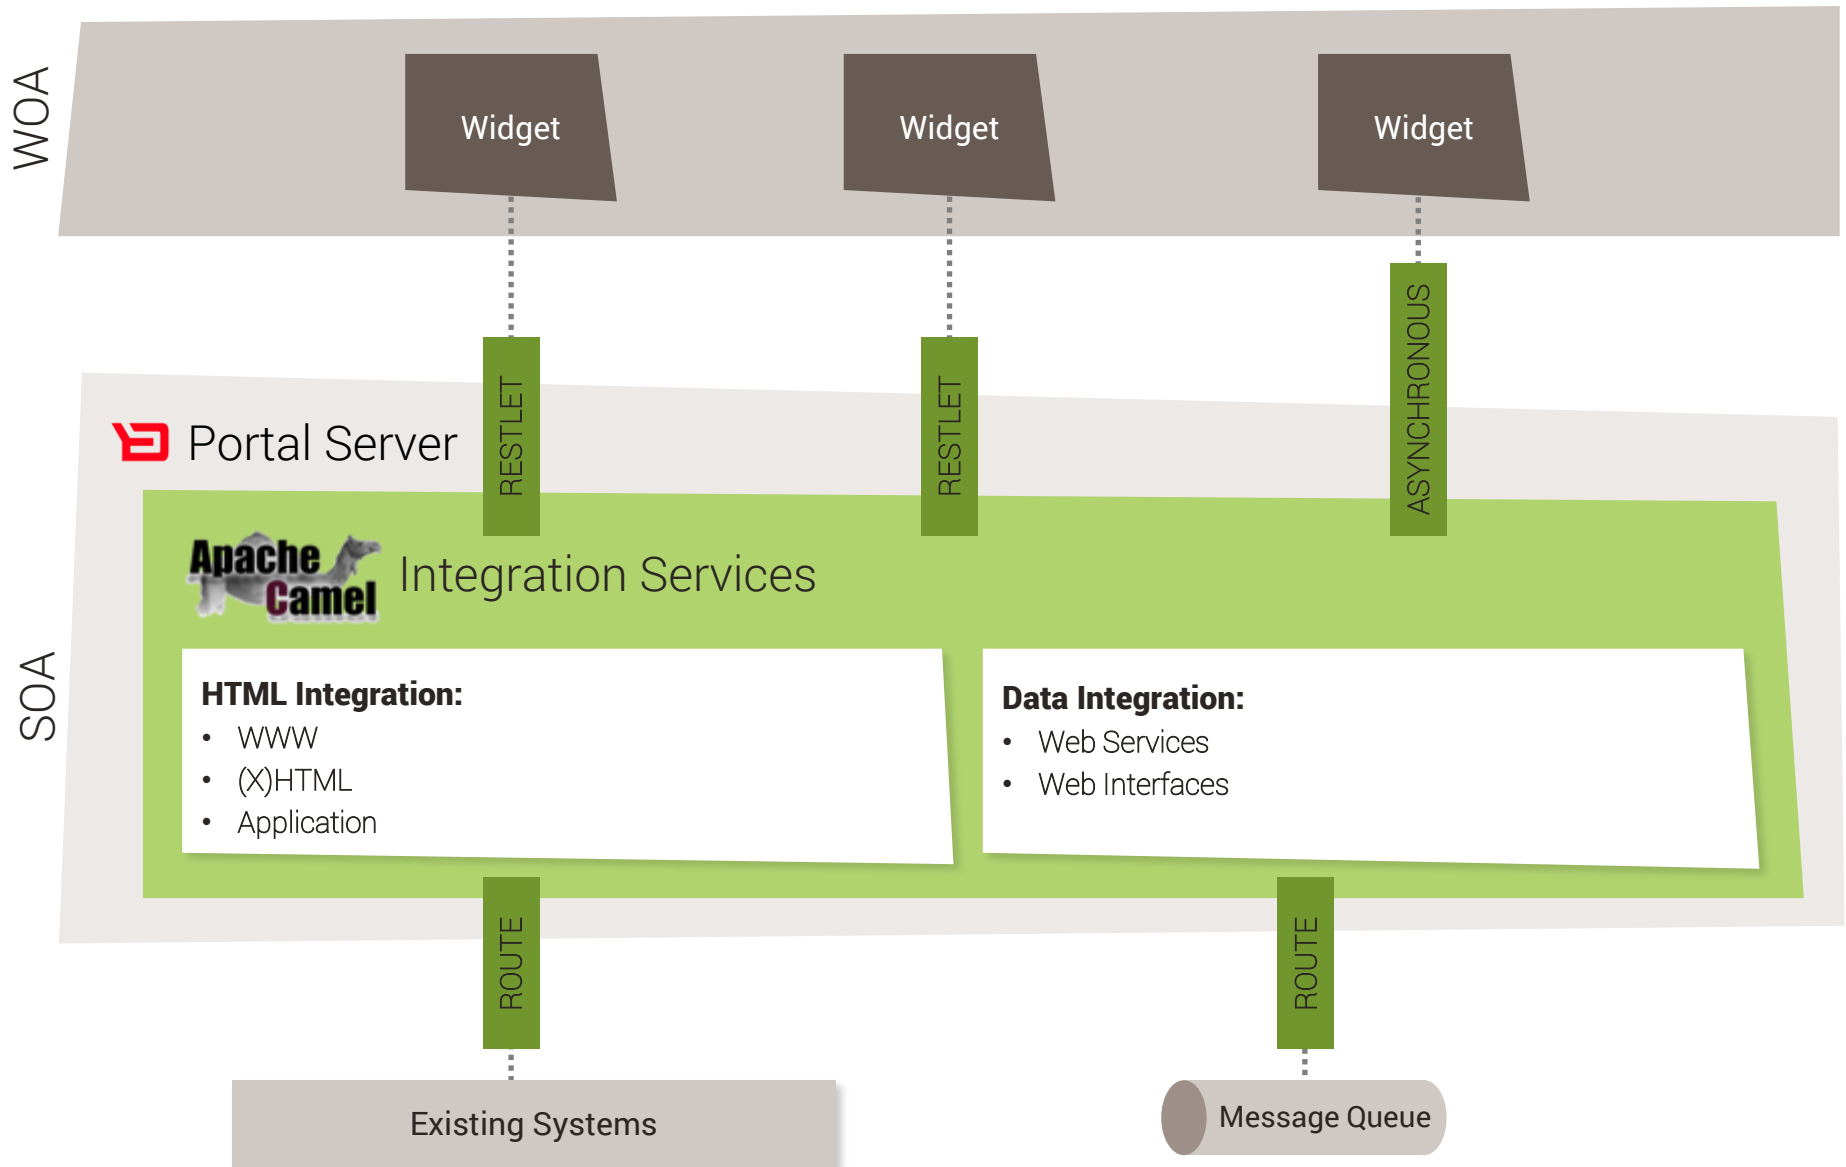 WOA
Widget
Widget
Widget
RESTLET
RESTLET
ASYNCHRONOUS
Portal Server
Apache
Camel
Integration Services
SOA
HTML Integration:
• WWW
• (X)HTML
• Application
Data Integration:
• Web Services
• Web Interfaces
ROUTE
ROUTE
Existing Systems
Message Queue